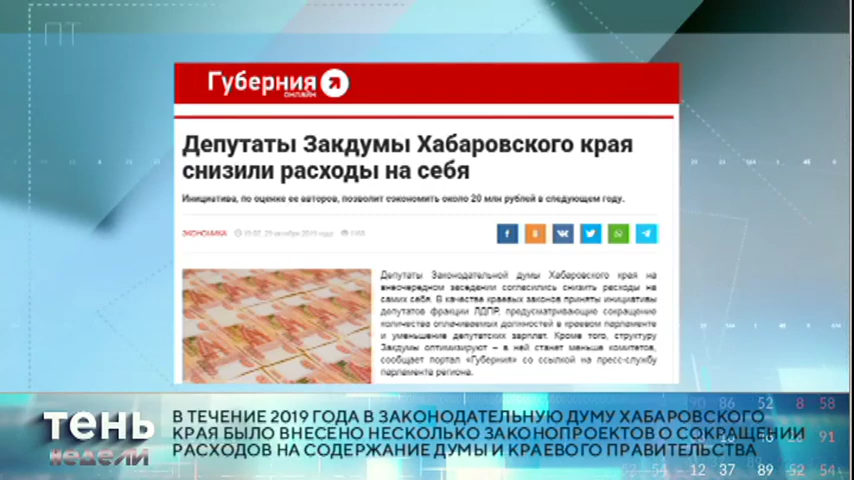 ПТ
Губерния
ОНЛАЙН
Депутаты Закдумы Хабаровского края
снизили расходы на себя
Инициатива, по оценке ее авторов, позволит сэкономить около 20 млн рублей в следующем году.
ЭКОНОМИКА 29 октября 2019 года
Депутаты Законодательной думы Хабаровского края на
внеочередном заседании согласились снизить расходы на
самих себя. В качестве краевых законов приняты инициативы
депутатов фракции ЛДПР, предусматривающие сокращение
количества оплачиваемых должностей в краевом парламенте
и уменьшение депутатских зарплат. Кроме того, структуру
Закдумы оптимизируют – в ней станет меньше комитетов,
сообщает портал «Губерния» со ссылкой на пресс-службу
парламента региона.
ТЕНЬ
НЕДЕЛИ
В ТЕЧЕНИЕ 2019 ГОДА В ЗАКОНОДАТЕЛЬНУЮ ДУМУ ХАБАРОВСКОГО
КРАЯ БЫЛО ВНЕСЕНО НЕСКОЛЬКО ЗАКОНОПРОЕКТОВ О СОКРАЩЕНИИ
РАСХОДОВ НА СОДЕРЖАНИЕ ДУМЫ И КРАЕВОГО ПРАВИТЕЛЬСТВА